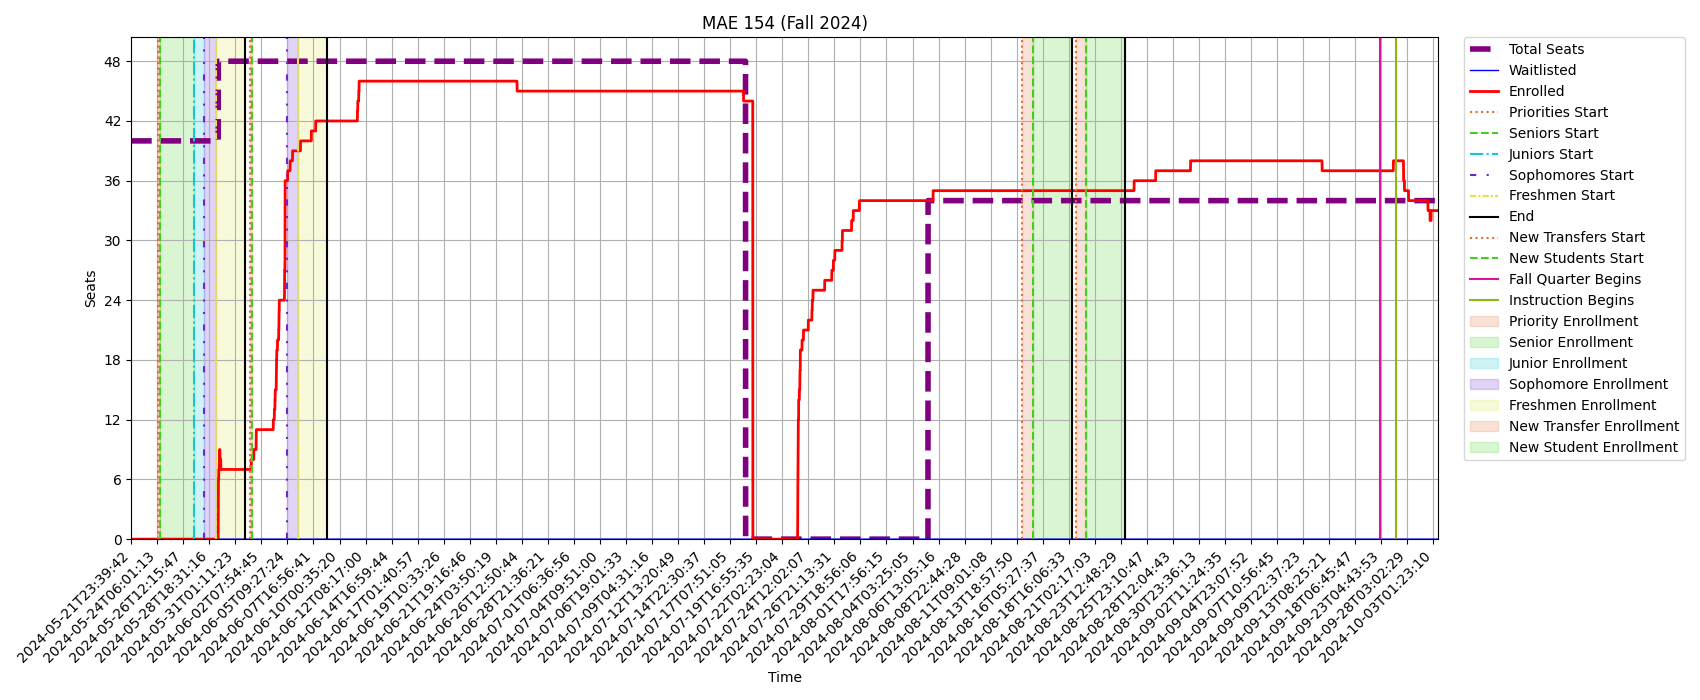 MAE 154 (Fall 2024)
Seats
48
42
36
30
24
18
12
6
0
2024-05-21T23:39:42
2024-05-24T06:01:13
2024-05-26T12:15:47
2024-05-28T18:31:16
2024-05-31T01:11:23
2024-06-02T07:54:45
2024-06-05T09:27:24
2024-06-07T16:56:41
2024-06-10T00:35:20
2024-06-12T08:17:00
2024-06-14T16:59:44
2024-06-17T01:40:57
2024-06-19T10:33:26
2024-06-21T19:16:46
2024-06-24T03:50:19
2024-06-26T12:50:44
2024-06-28T21:36:21
2024-07-01T06:36:56
2024-07-04T09:51:00
2024-07-06T19:01:33
2024-07-09T04:31:16
2024-07-12T13:20:49
2024-07-14T22:30:37
2024-07-17T07:51:05
2024-07-19T16:55:35
2024-07-22T02:23:04
2024-07-24T12:02:07
2024-07-26T21:13:31
2024-07-29T18:56:06
2024-08-01T17:56:15
2024-08-04T03:25:05
2024-08-06T13:05:16
2024-08-08T22:44:28
2024-08-11T09:01:08
2024-08-13T18:57:50
2024-08-16T05:27:37
2024-08-18T16:06:33
2024-08-21T02:17:03
2024-08-23T12:48:29
2024-08-25T23:10:47
2024-08-28T12:04:43
2024-08-30T23:36:13
2024-09-02T11:24:35
2024-09-04T23:07:52
2024-09-07T10:56:45
2024-09-09T22:37:23
2024-09-13T08:25:21
2024-09-18T06:45:47
2024-09-23T04:43:53
2024-09-28T03:02:29
2024-10-03T01:23:10
Time
Total Seats
Waitlisted
Enrolled
Priorities Start
Seniors Start
Juniors Start
Sophomores Start
Freshmen Start
End
New Transfers Start
New Students Start
Fall Quarter Begins
Instruction Begins
Priority Enrollment
Senior Enrollment
Junior Enrollment
Sophomore Enrollment
Freshmen Enrollment
New Transfer Enrollment
New Student Enrollment